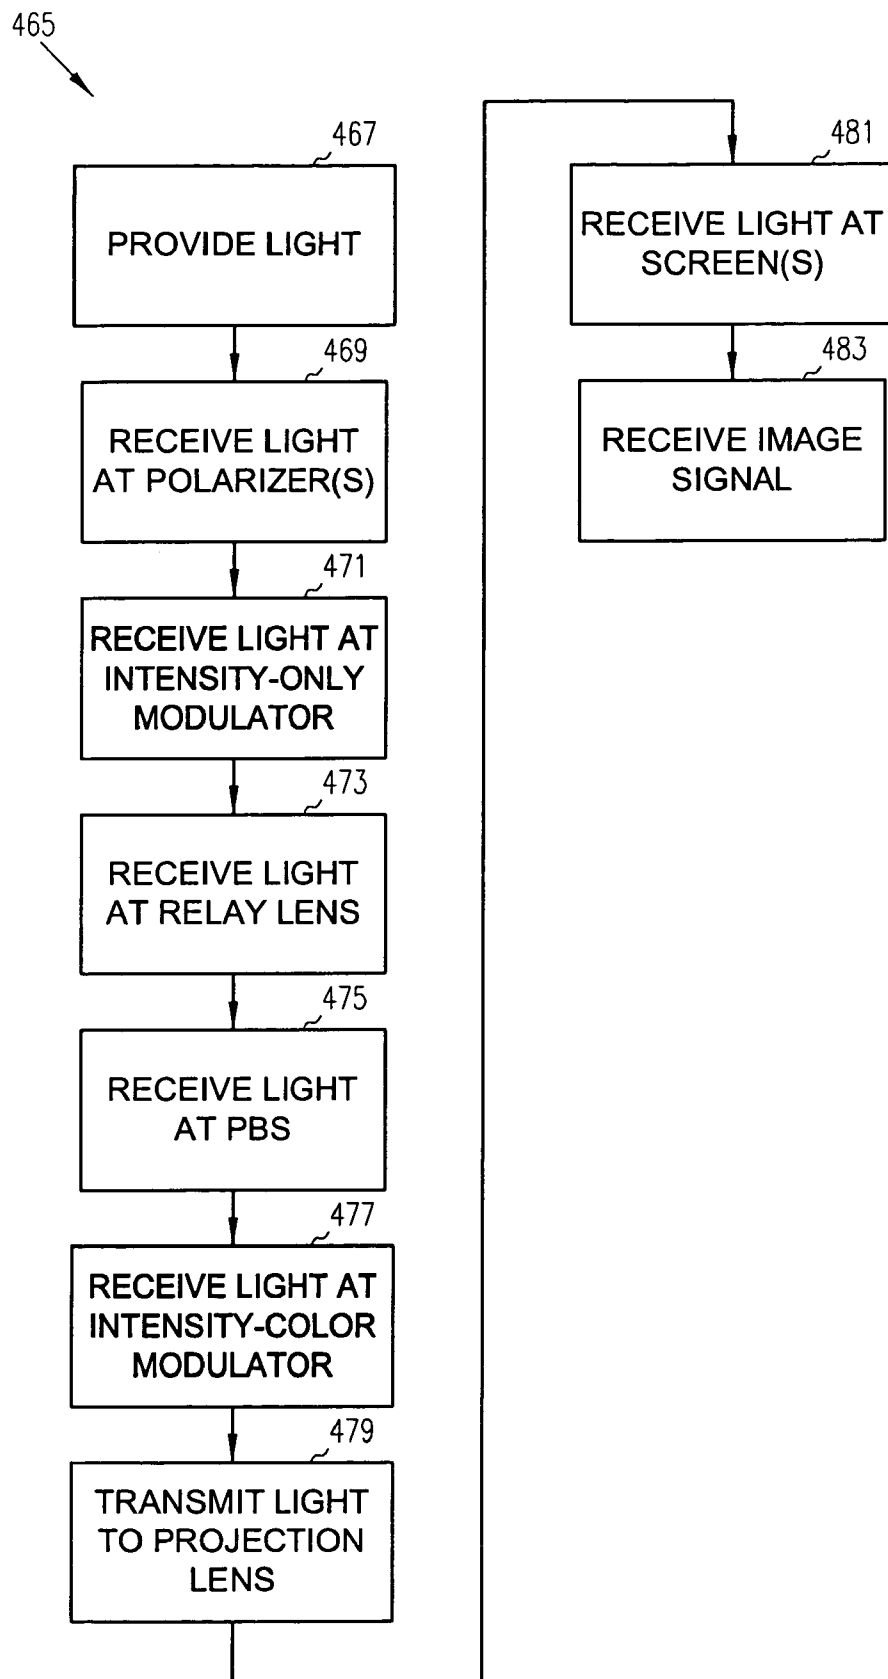 465
467
PROVIDE LIGHT
469
RECEIVE LIGHT
AT POLARIZER(S)
471
RECEIVE LIGHT AT
INTENSITY-ONLY
MODULATOR
473
RECEIVE LIGHT
AT RELAY LENS
475
RECEIVE LIGHT
AT PBS
477
RECEIVE LIGHT AT
INTENSITY-COLOR
MODULATOR
479
TRANSMIT LIGHT
TO PROJECTION
LENS
481
RECEIVE LIGHT AT
SCREEN(S)
483
RECEIVE IMAGE
SIGNAL